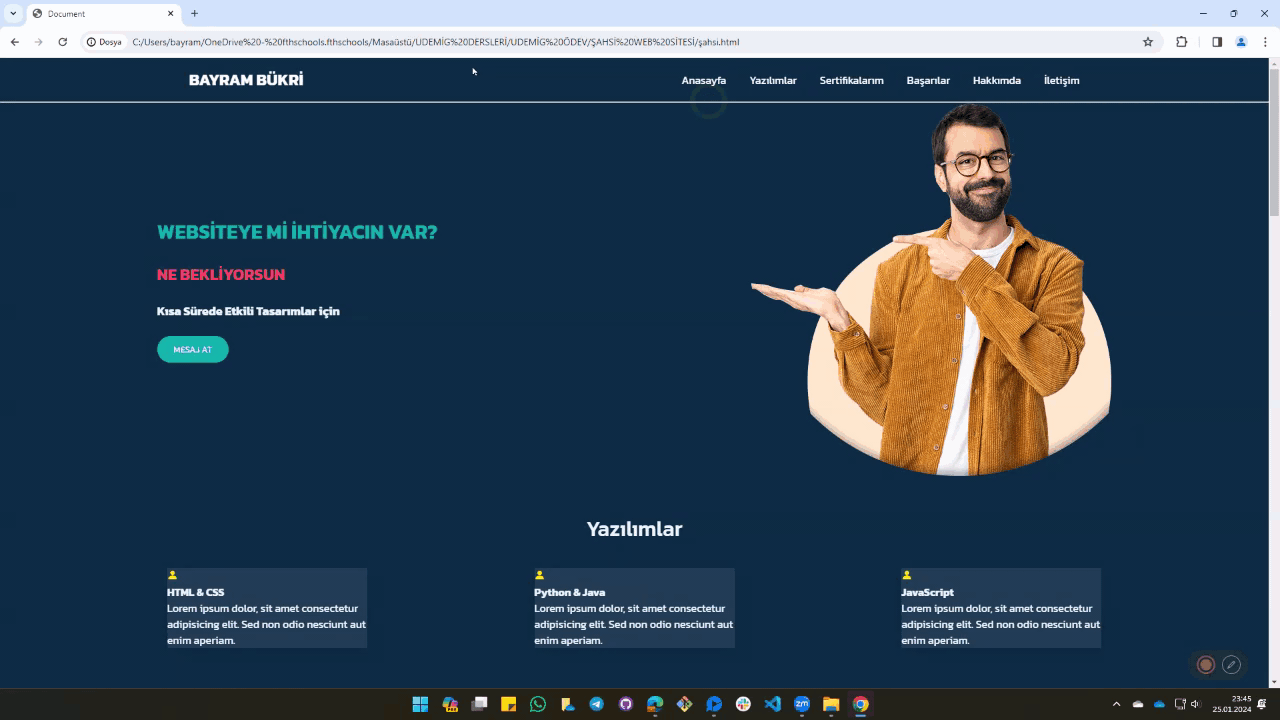 Document
Dosya
C:/Users/bayram/OneDrive%20-%20fthschools.fthschools/Masaüstü/UDEMİG%20DERSLERİ/UDEMİG%20ÖDEV/ŞAHSİ%20WEB%20SİTESİ/şahsi.html
BAYRAM BÜKRİ
Anasayfa
Yazılımlar
Sertifikalarım
Başarılar
Hakkımda
İletişim
WEBSİTEYE Mİ İHTİYACIN VAR?
NE BEKLİYORSUN
Kısa Sürede Etkili Tasarımlar için
MESAJ AT
Yazılımlar
HTML & CSS
Lorem ipsum dolor, sit amet consectetur
adipisicing elit. Sed non odio nesciunt aut
enim aperiam.
Python & Java
Lorem ipsum dolor, sit amet consectetur
adipisicing elit. Sed non odio nesciunt aut
enim aperiam.
JavaScript
Lorem ipsum dolor, sit amet consectetur
adipisicing elit. Sed non odio nesciunt aut
enim aperiam.
zm
23:45
25.01.2024